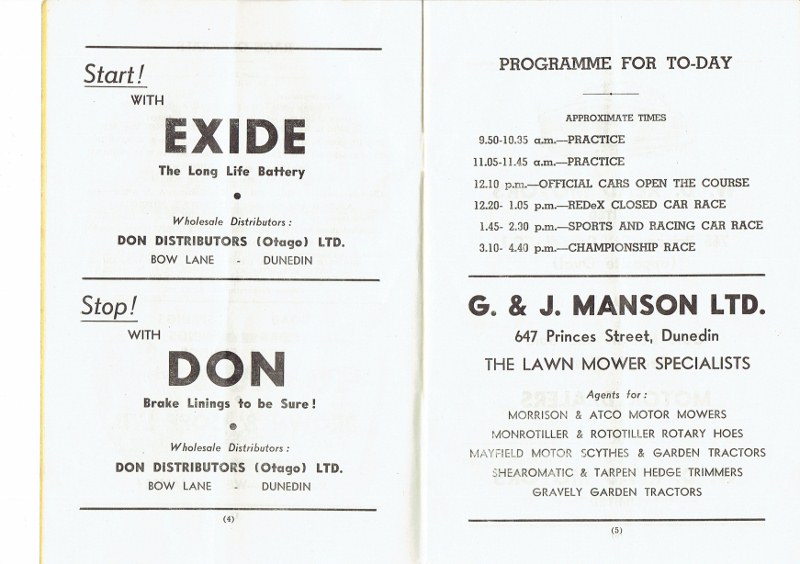 Start!
WITH
EXIDE
The Long Life Battery
Wholesale Distributors :
DON DISTRIBUTORS (Otago) LTD.
BOW LANE - DUNEDIN
Stop!
WITH
DON
Brake Linings to be Sure!
Wholesale Distributors :
DON DISTRIBUTORS (Otago) LTD.
BOW LANE - DUNEDIN
(4)
PROGRAMME FOR TO-DAY
APPROXIMATE TIMES
9.50-10.35 a.m.—PRACTICE
11.05-11.45 a.m.—PRACTICE
12.10 p.m.—OFFICIAL CARS OPEN THE COURSE
12.20- 1.05 p.m.—REDeX CLOSED CAR RACE
1.45- 2.30 p.m.—SPORTS AND RACING CAR RACE
3.10- 4.40 p.m.—CHAMPIONSHIP RACE
G. & J. MANSON LTD.
647 Princes Street, Dunedin
THE LAWN MOWER SPECIALISTS
Agents for :
MORRISON & ATCO MOTOR MOWERS
MONROTILLER & ROTOTILLER ROTARY HOES
MAYFIELD MOTOR SCYTHES & GARDEN TRACTORS
SHEAROMATIC & TARPEN HEDGE TRIMMERS
GRAVELY GARDEN TRACTORS
(5)